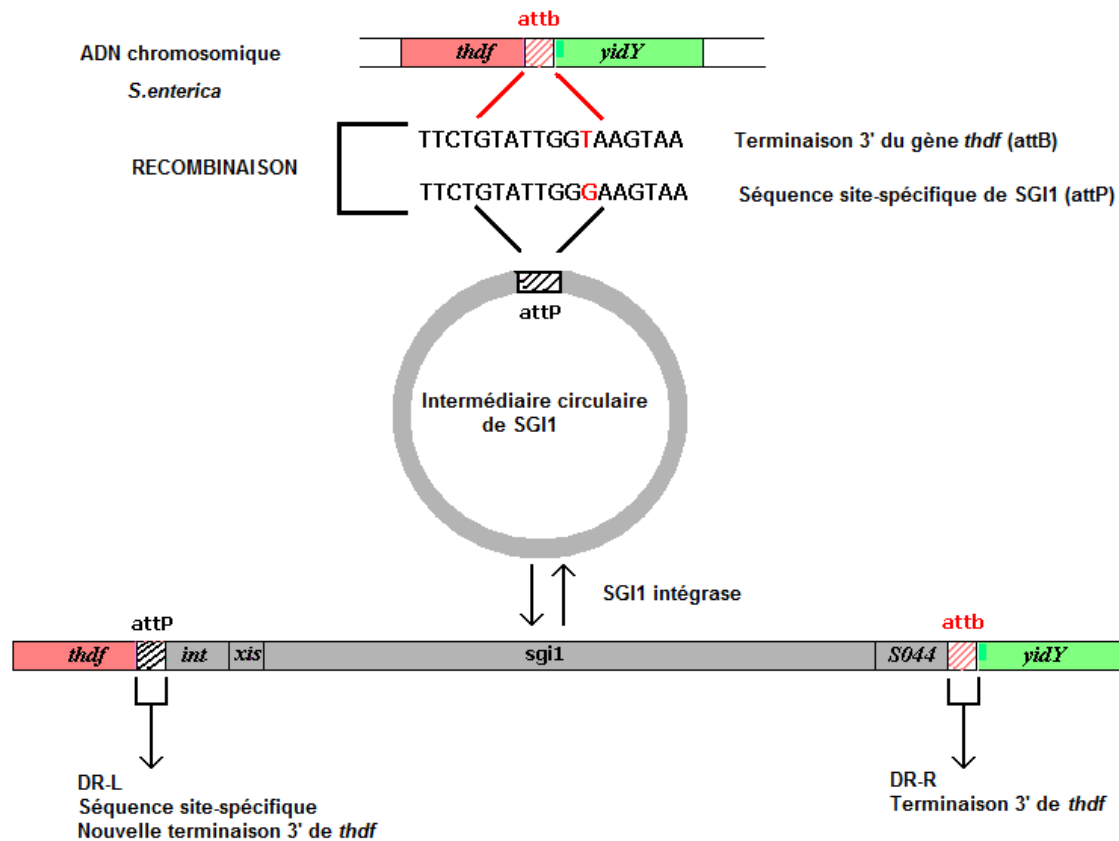 attb
ADN chromosomique
thdf
yidY
S.enterica
TTCTGTATTGGTAAGTAA
Terminaison 3' du gène thdf (attB)
RECOMBINAISON
TTCTGTATTGGGAAGTAA
Séquence site-spécifique de SGI1 (attP)
attP
Intermédiaire circulaire
de SGI1
SGI1 intégrase
attP
attb
thdf
int
xis
sgi1
S044
yidY
DR-L
Séquence site-spécifique
Nouvelle terminaison 3' de thdf
DR-R
Terminaison 3' de thdf